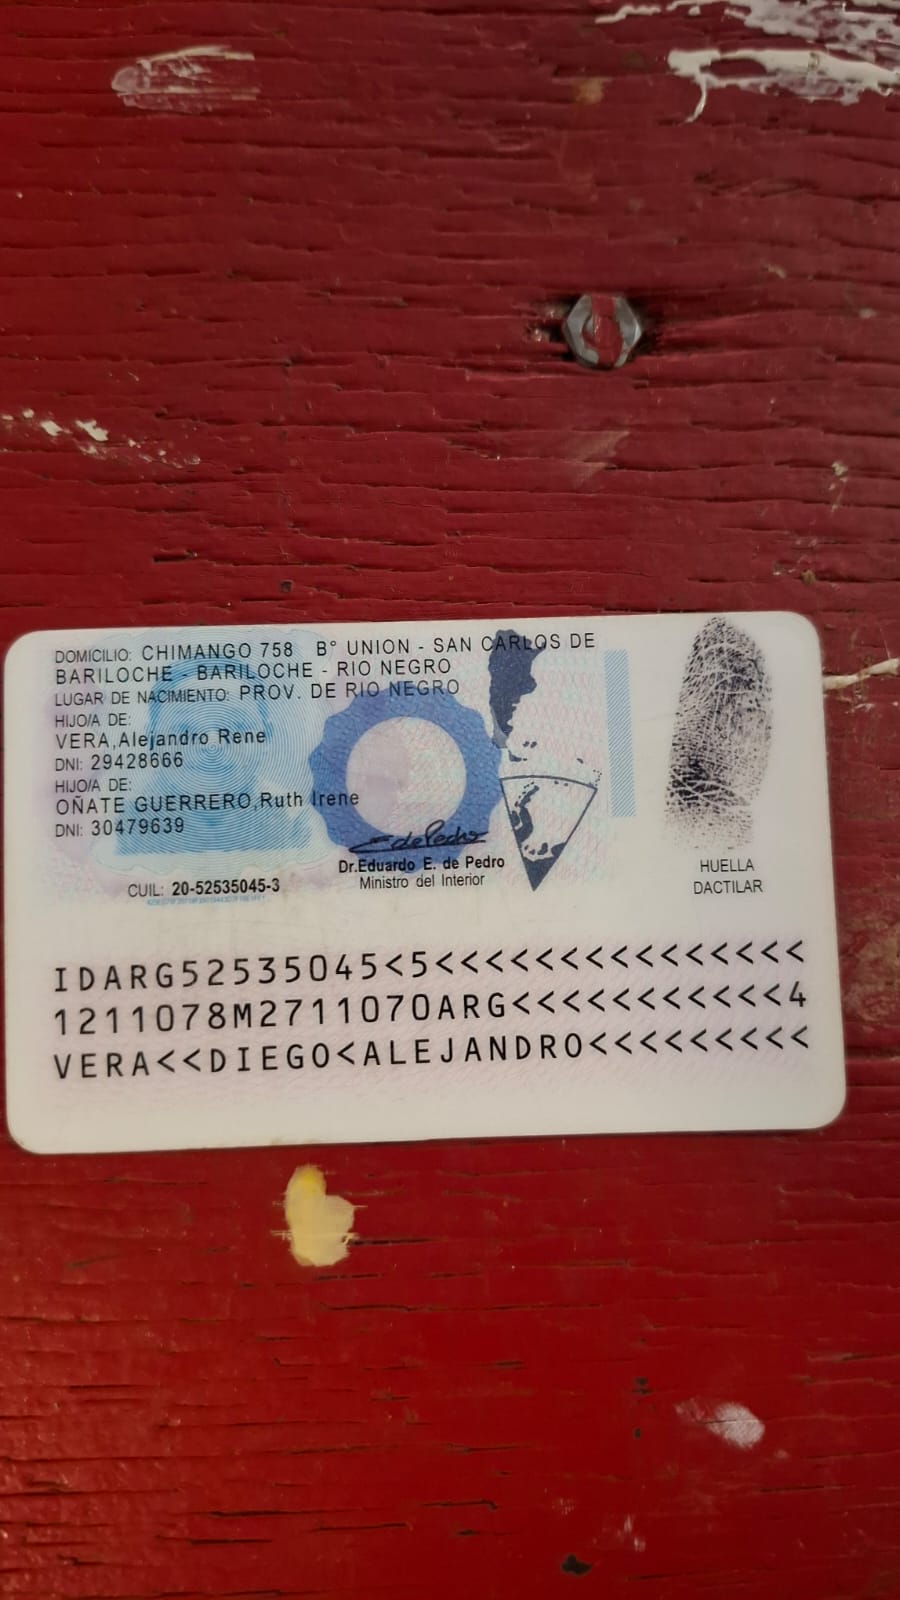 DOMICILIO: CHIMANGO 758 B° UNION - SAN CARLOS DE
BARILOCHE - BARILOCHE - RIO NEGRO
LUGAR DE NACIMIENTO: PROV. DE RIO NEGRO
HIJO/A DE:
VERA,Alejandro Rene
DNI: 29428666
HIJO/A DE:
OÑATE GUERRERO,Ruth Irene
DNI: 30479639
Dr.Eduardo E. de Pedro
Ministro del Interior
CUIL: 20-52535045-3
HUELLA
DACTILAR
IDARG52535045<5<<<<<<<<<<<<<<<
1211078M2711070ARG<<<<<<<<<<<4
VERA<<DIEGO<ALEJANDRO<<<<<<<<<